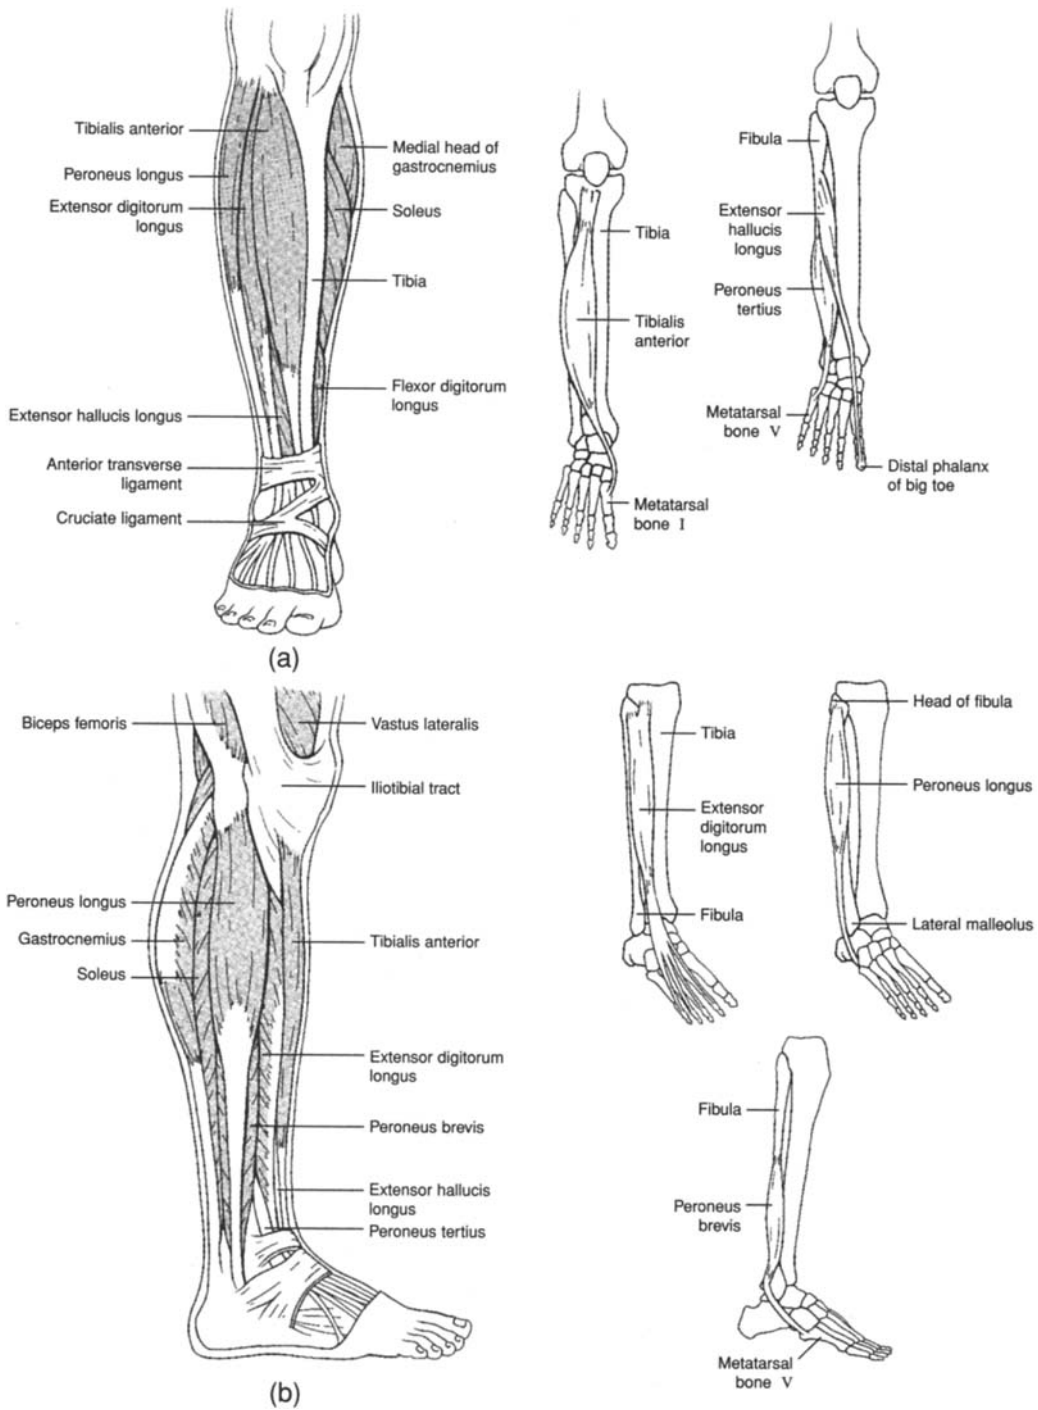 Tibialis anterior
Peroneus longus
Extensor digitorum
longus
Extensor hallucis longus
Anterior transverse
ligament
Cruciate ligament
Medial head of
gastrocnemius
Soleus
Tibia
Flexor digitorum
longus
Tibia
Tibialis
anterior
Metatarsal
bone I
Fibula
Extensor
hallucis
longus
Peroneus
tertius
Metatarsal
bone V
Distal phalanx
of big toe
(a)
Biceps femoris
Peroneus longus
Gastrocnemius
Soleus
Vastus lateralis
Iliotibial tract
Tibialis anterior
Extensor digitorum
longus
Peroneus brevis
Extensor hallucis
longus
Peroneus tertius
Tibia
Extensor
digitorum
longus
Fibula
Head of fibula
Peroneus longus
Lateral malleolus
Fibula
Peroneus
brevis
Metatarsal
bone V
(b)